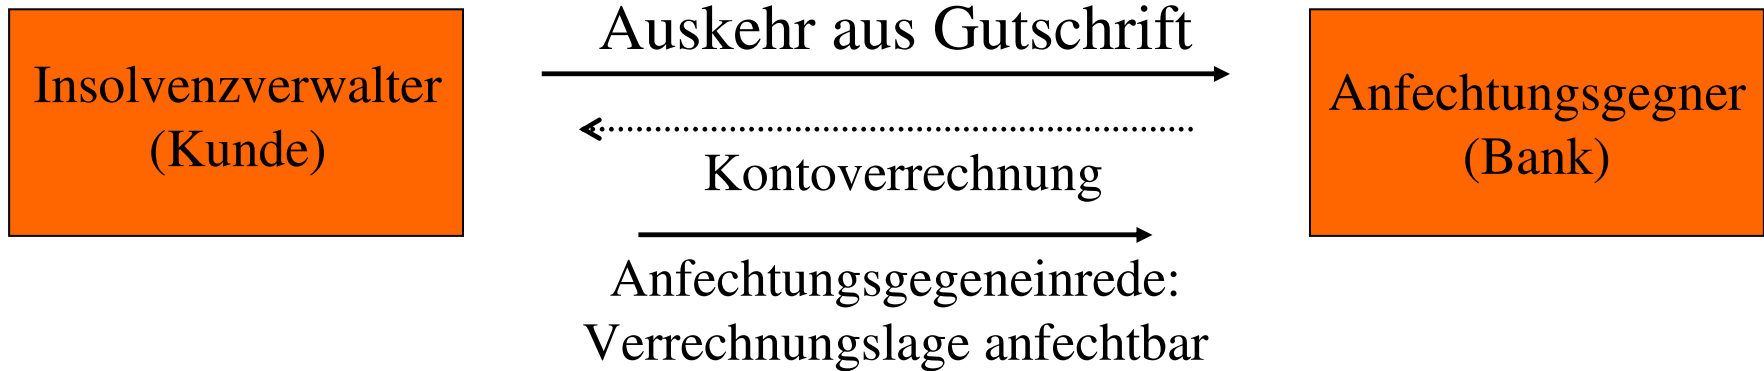 Insolvenzverwalter
(Kunde)
Auskehr aus Gutschrift
Kontoverrechnung
Anfechtungsgegeneinrede:
Verrechnungslage anfechtbar
Anfechtungsgegner
(Bank)